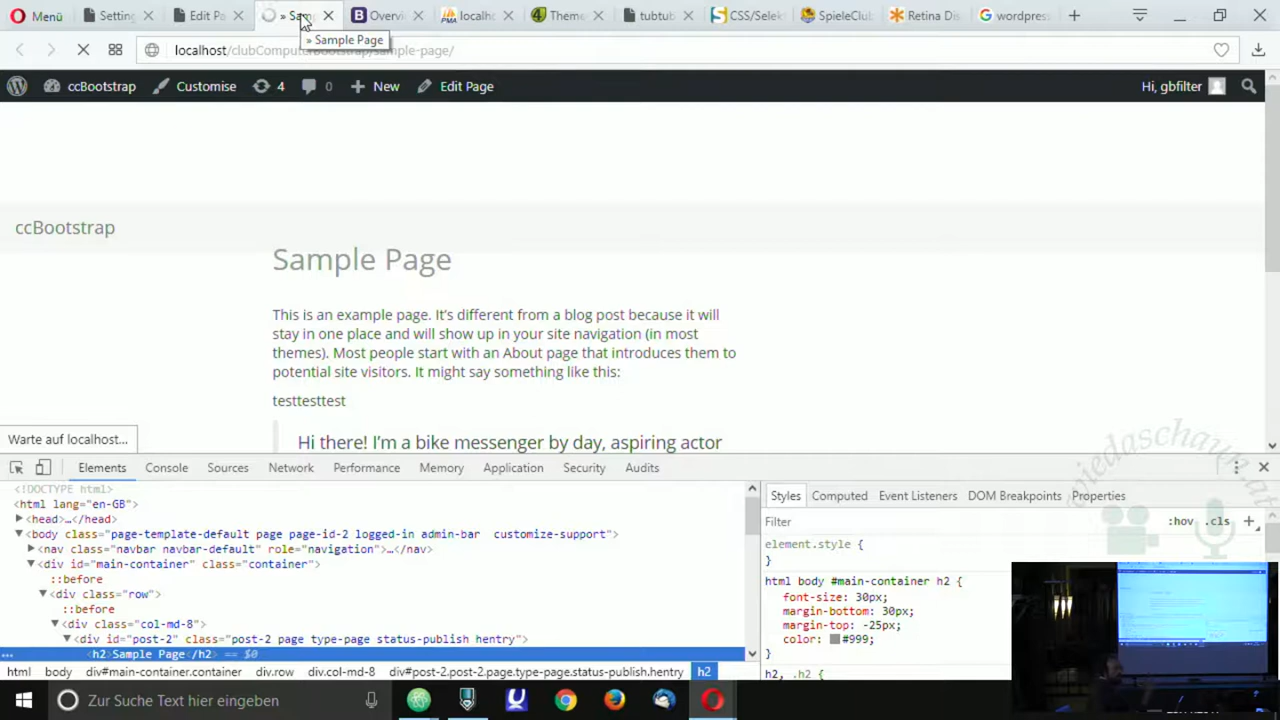 Menü
Setting
Edit Pa
» Sam
Overvi
localho
Theme
tubtub
CSS/Selek
SpieleClub
Retina Dis
wordpress
» Sample Page
localhost/clubComputerbootstrap/sample-page/
ccBootstrap
Customise
4
0
New
Edit Page
Hi, gbfilter
ccBootstrap
Sample Page
This is an example page. It's different from a blog post because it will
stay in one place and will show up in your site navigation (in most
themes). Most people start with an About page that introduces them to
potential site visitors. It might say something like this:
testtesttest
Hi there! I'm a bike messenger by day, aspiring actor
Warte auf localhost...
wiedaschaun.at
Elements
Console
Sources
Network
Performance
Memory
Application
Security
Audits
<!DOCTYPE html>
<html lang="en-GB">
<head>…</head>
<body class="page-template-default page page-id-2 logged-in admin-bar customize-support">
<nav class="navbar navbar-default" role="navigation">…</nav>
<div id="main-container" class="container">
::before
<div class="row">
::before
<div class="col-md-8">
<div id="post-2" class="post-2 page type-page status-publish hentry">
... <h2>Sample Page</h2> == $0
html body div#main-container.container div.row div.col-md-8 div#post-2.post-2.page.type-page.status-publish.hentry h2
Styles
Computed
Event Listeners
DOM Breakpoints
Properties
Filter
:hov .cls +
element.style {
}
html body #main-container h2 {
font-size: 30px;
margin-bottom: 30px;
margin-top: -25px;
color: #999;
}
h2, .h2 {
Zur Suche Text hier eingeben